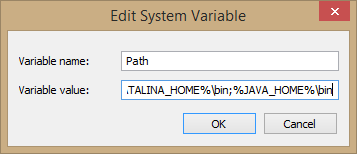 Edit System Variable
Variable name: Path
Variable value: TALINA_HOME%\bin;%JAVA_HOME%\bin
OK Cancel